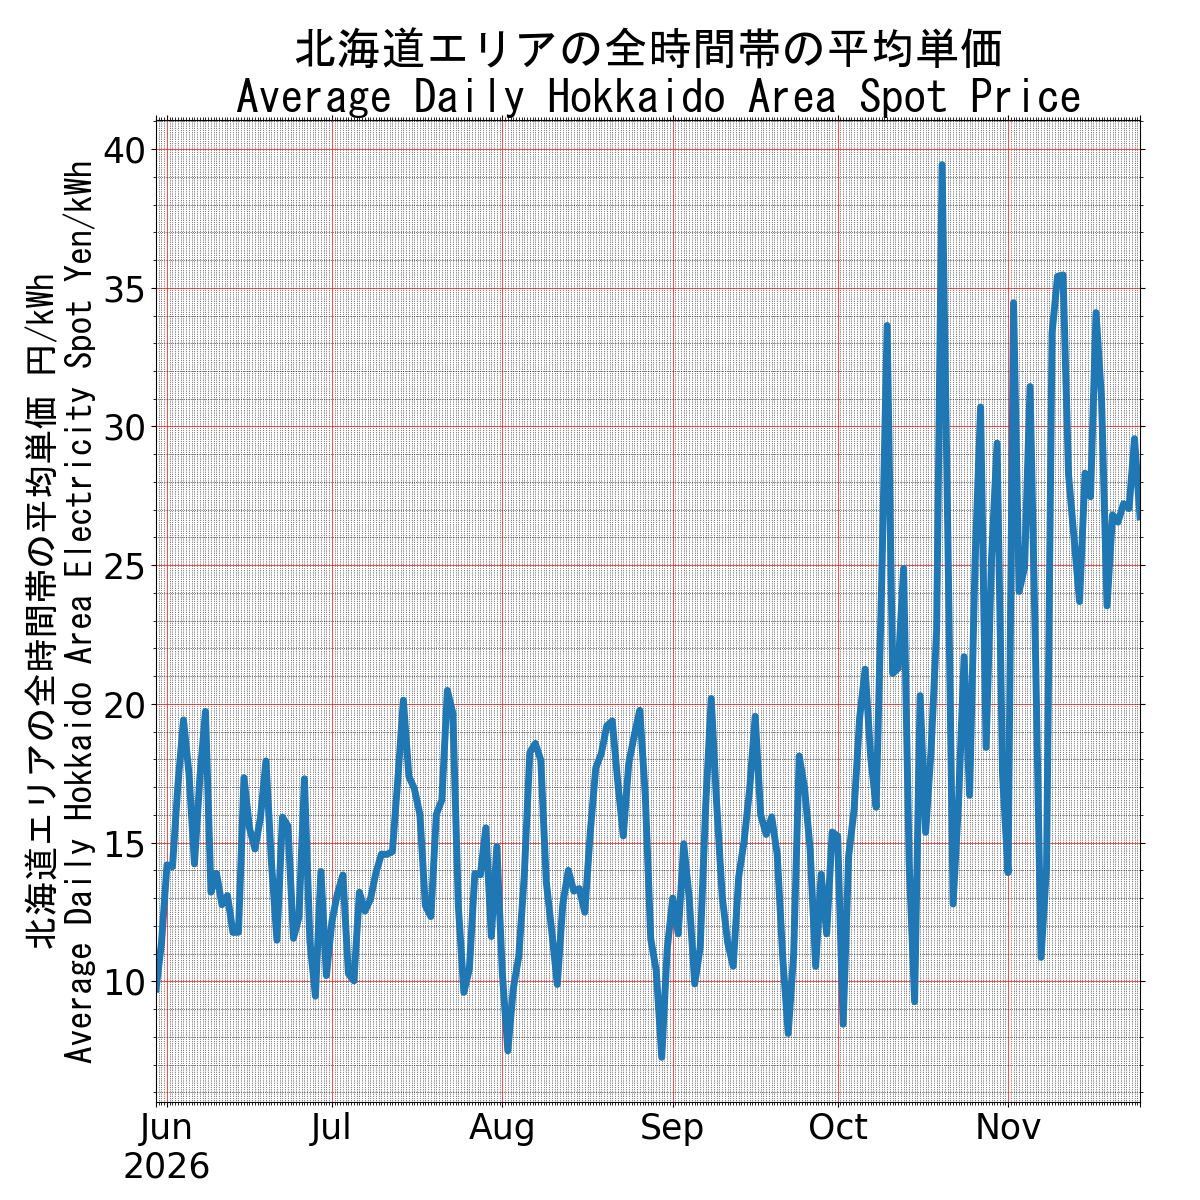 北海道エリアの全時間帯の平均単価
Average Daily Hokkaido Area Spot Price
北海道エリアの全時間帯の平均単価 円/kWh
Average Daily Hokkaido Area Electricity Spot Yen/kWh
40
35
30
25
20
15
10
Jun
Jul
Aug
Sep
Oct
Nov
2026